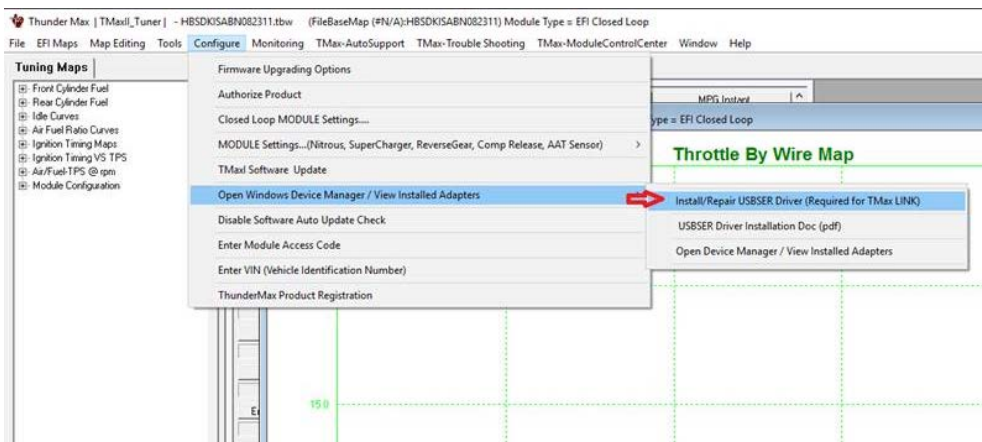 Thunder Max | TMaxII_Tuner | - HBSDKISABN082311.tbw (FileBaseMap (#N/A):HBSDKISABN082311) Module Type = EFI Closed Loop
File EFI Maps Map Editing Tools Configure Monitoring TMax-AutoSupport TMax-Trouble Shooting TMax-ModuleControlCenter Window Help
Tuning Maps
Front Cylinder Fuel
Rear Cylinder Fuel
Idle Curves
Air Fuel Ratio Curves
Ignition Timing Maps
Ignition Timing VS TPS
Air/Fuel-TPS @ rpm
Module Configuration
Firmware Upgrading Options
Authorize Product
Closed Loop MODULE Settings....
MODULE Settings...(Nitrous, SuperCharger, ReverseGear, Comp Release, AAT Sensor)
TMaxI Software Update
Open Windows Device Manager / View Installed Adapters
Disable Software Auto Update Check
Enter Module Access Code
Enter VIN (Vehicle Identification Number)
ThunderMax Product Registration
MPG Instant
ype = EFI Closed Loop
Throttle By Wire Map
Install/Repair USBSER Driver (Required for TMax LINK)
USBSER Driver Installation Doc (pdf)
Open Device Manager / View Installed Adapters
15.0